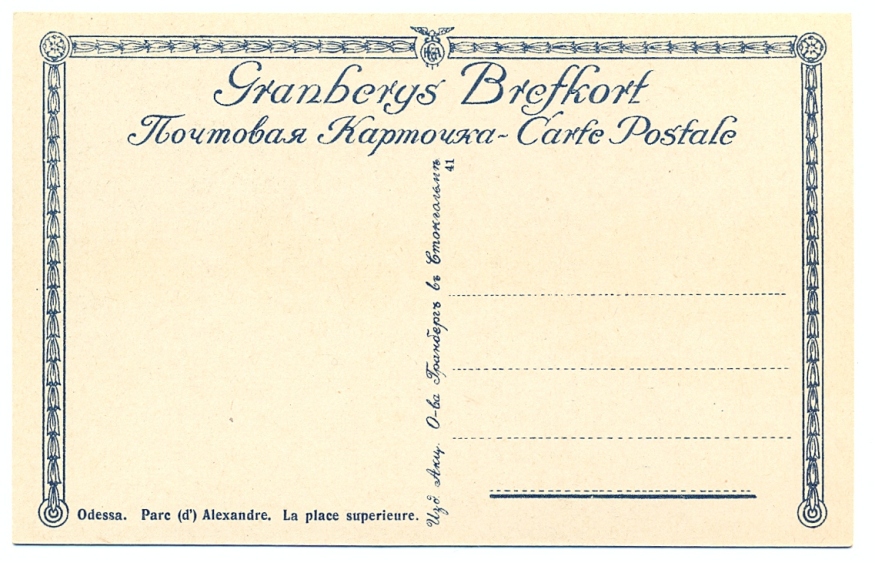 Granbergs Brefkort
Почтовая Карточка - Carte Postale
Изд. Акц. О-ва Гранбергъ въ Стокгольмѣ
41
Odessa. Parc (d') Alexandre. La place superieure.